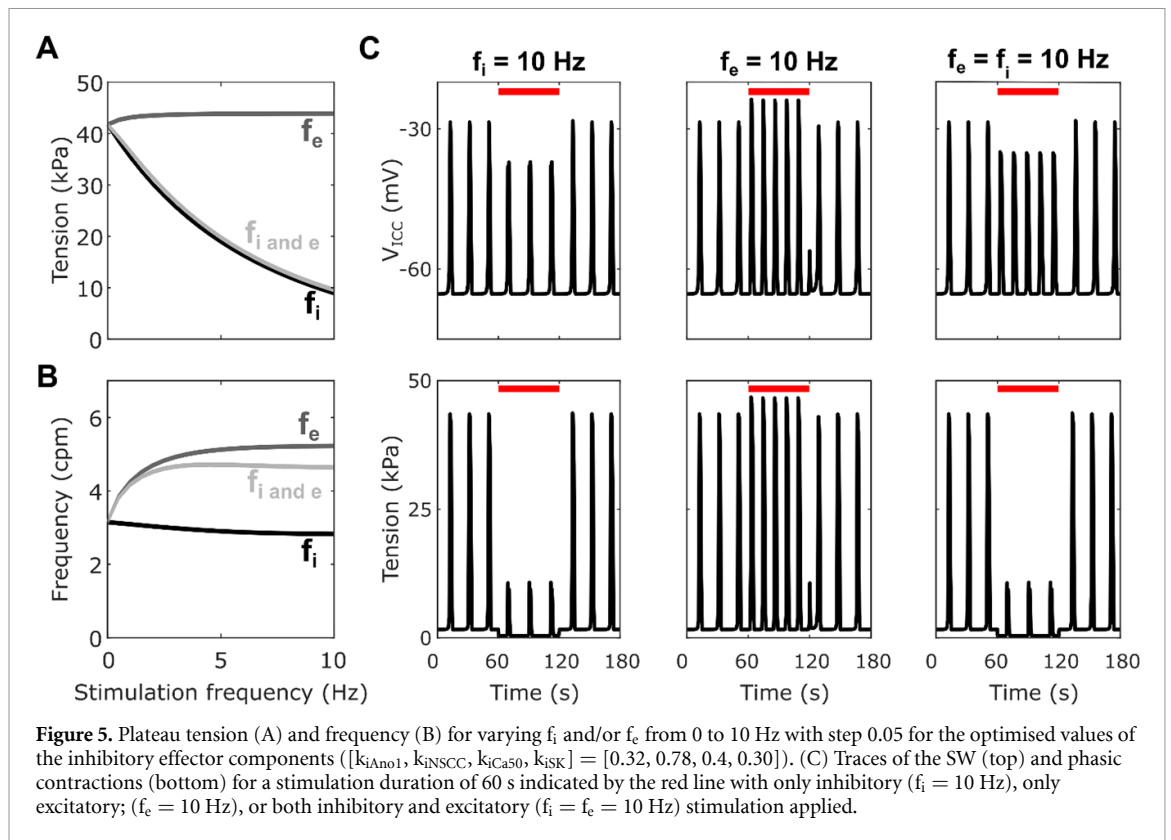 A
Tension (kPa)
50
40
30
20
10
0
fₑ
fᵢ and e
fᵢ
B
Frequency (cpm)
6
4
2
0
fₑ
fᵢ and e
fᵢ
0 5 10
Stimulation frequency (Hz)
C
fᵢ = 10 Hz fₑ = 10 Hz fₑ = fᵢ = 10 Hz
V_ICC (mV)
-30
-60
Tension (kPa)
50
25
0
0 60 120 180 0 60 120 180 0 60 120 180
Time (s) Time (s) Time (s)
Figure 5. Plateau tension (A) and frequency (B) for varying fᵢ and/or fₑ from 0 to 10 Hz with step 0.05 for the optimised values of
the inhibitory effector components ([k_iAno1, k_iNSCC, k_iCa50, k_iSK] = [0.32, 0.78, 0.4, 0.30]). (C) Traces of the SW (top) and phasic
contractions (bottom) for a stimulation duration of 60 s indicated by the red line with only inhibitory (fᵢ = 10 Hz), only
excitatory; (fₑ = 10 Hz), or both inhibitory and excitatory (fᵢ = fₑ = 10 Hz) stimulation applied.